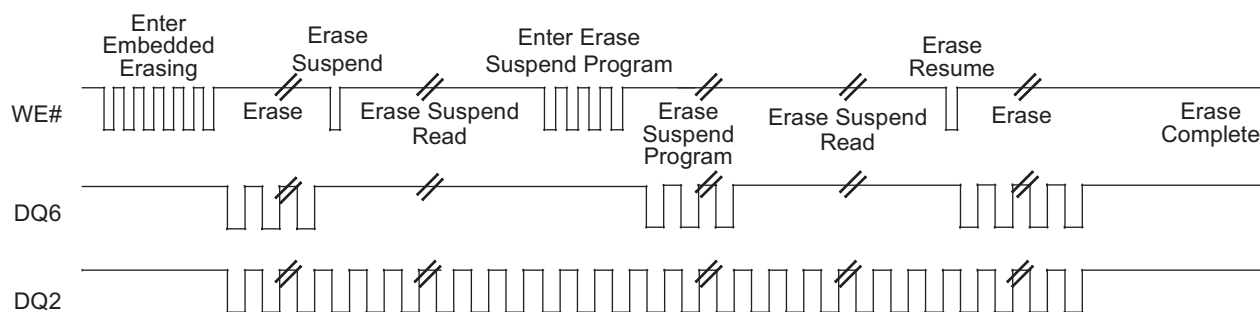 Enter
Embedded
Erasing
Erase
Suspend
Enter Erase
Suspend Program
Erase
Resume
WE#
Erase
Erase Suspend
Read
Erase
Suspend
Program
Erase Suspend
Read
Erase
Erase
Complete
DQ6
DQ2